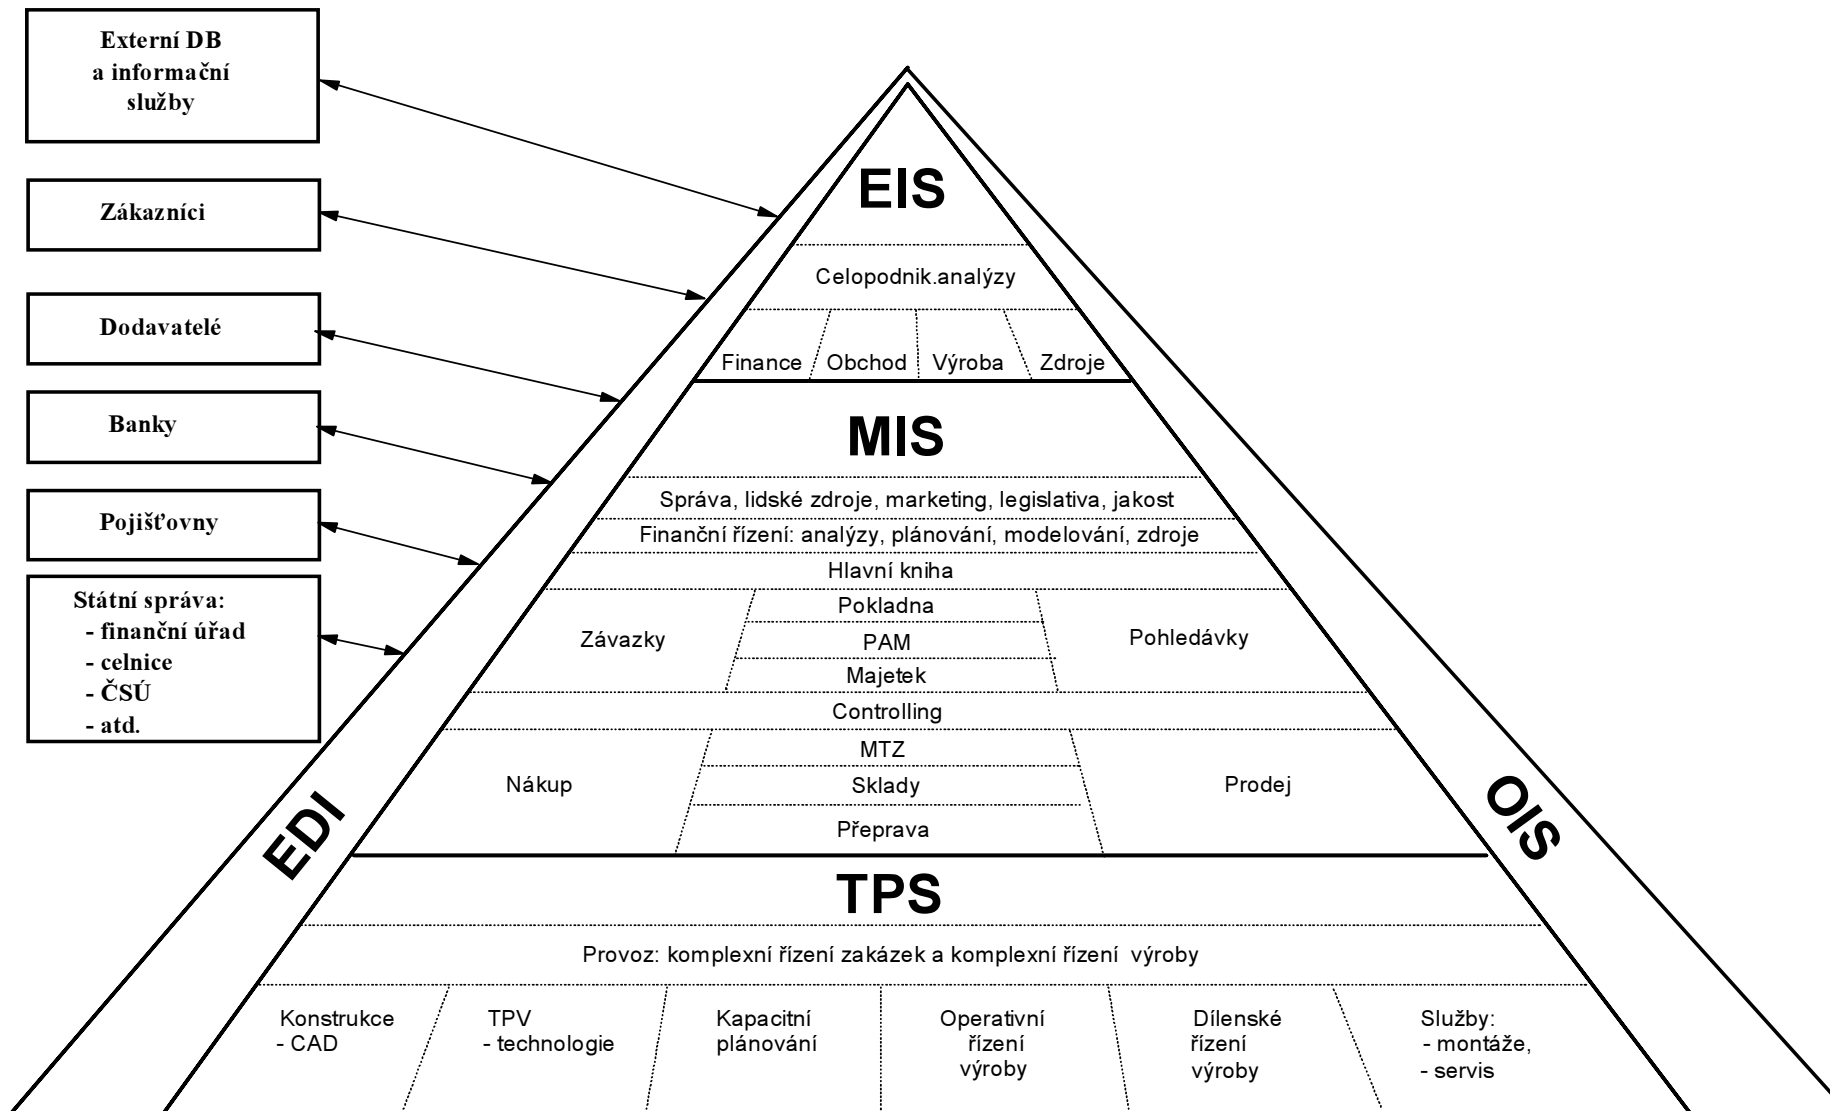 Externí DB
a informační
služby
Zákazníci
Dodavatelé
Banky
Pojišťovny
Státní správa:
- finanční úřad
- celnice
- ČSÚ
- atd.
EDI
EIS
Celopodnik.analýzy
Finance
Obchod
Výroba
Zdroje
MIS
Správa, lidské zdroje, marketing, legislativa, jakost
Finanční řízení: analýzy, plánování, modelování, zdroje
Hlavní kniha
Závazky
Pokladna
PAM
Majetek
Pohledávky
Controlling
Nákup
MTZ
Sklady
Přeprava
Prodej
OIS
TPS
Provoz: komplexní řízení zakázek a komplexní řízení výroby
Konstrukce
- CAD
TPV
- technologie
Kapacitní
plánování
Operativní
řízení
výroby
Dílenské
řízení
výroby
Služby:
- montáže,
- servis